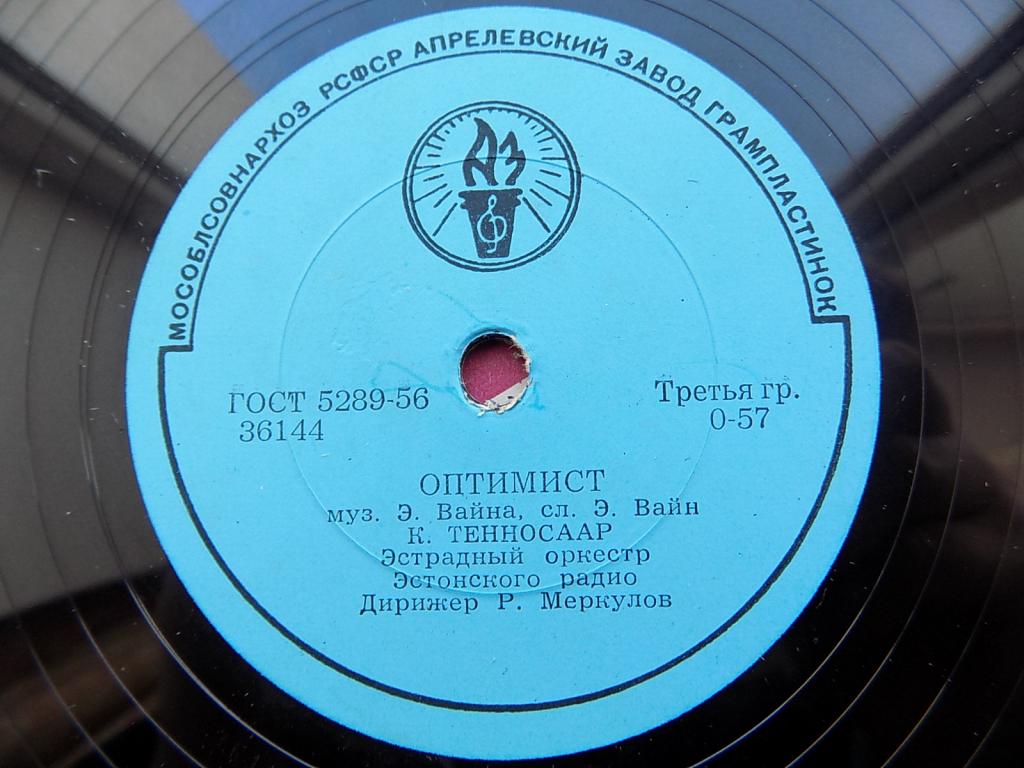 МОСОБЛСОВНАРХОЗ РСФСР АПРЕЛЕВСКИЙ ЗАВОД ГРАМПЛАСТИНОК
АЗ
ГОСТ 5289-56
36144
Третья гр.
0-57
ОПТИМИСТ
муз. Э. Вайна, сл. Э. Вайн
К. ТЕННОСААР
Эстрадный оркестр
Эстонского радио
Дирижер Р. Меркулов